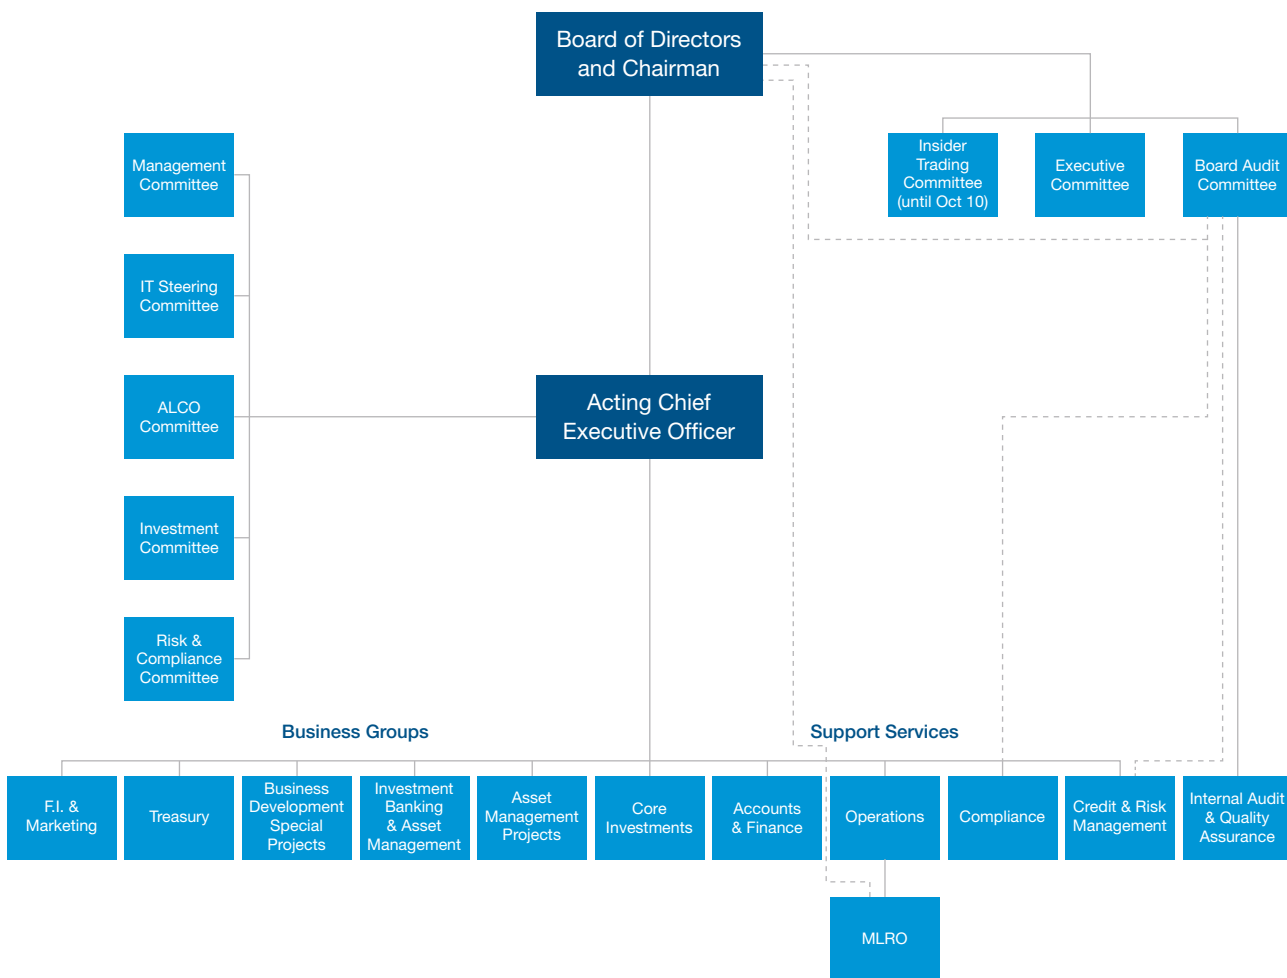 Board of Directors
and Chairman
Management
Committee
Insider
Trading
Committee
(until Oct 10)
Executive
Committee
Board Audit
Committee
IT Steering
Committee
ALCO
Committee
Acting Chief
Executive Officer
Investment
Committee
Risk &
Compliance
Committee
Business Groups
Support Services
F.I. &
Marketing
Treasury
Business
Development
Special
Projects
Investment
Banking
& Asset
Management
Asset
Management
Projects
Core
Investments
Accounts
& Finance
Operations
Compliance
Credit & Risk
Management
Internal Audit
& Quality
Assurance
MLRO